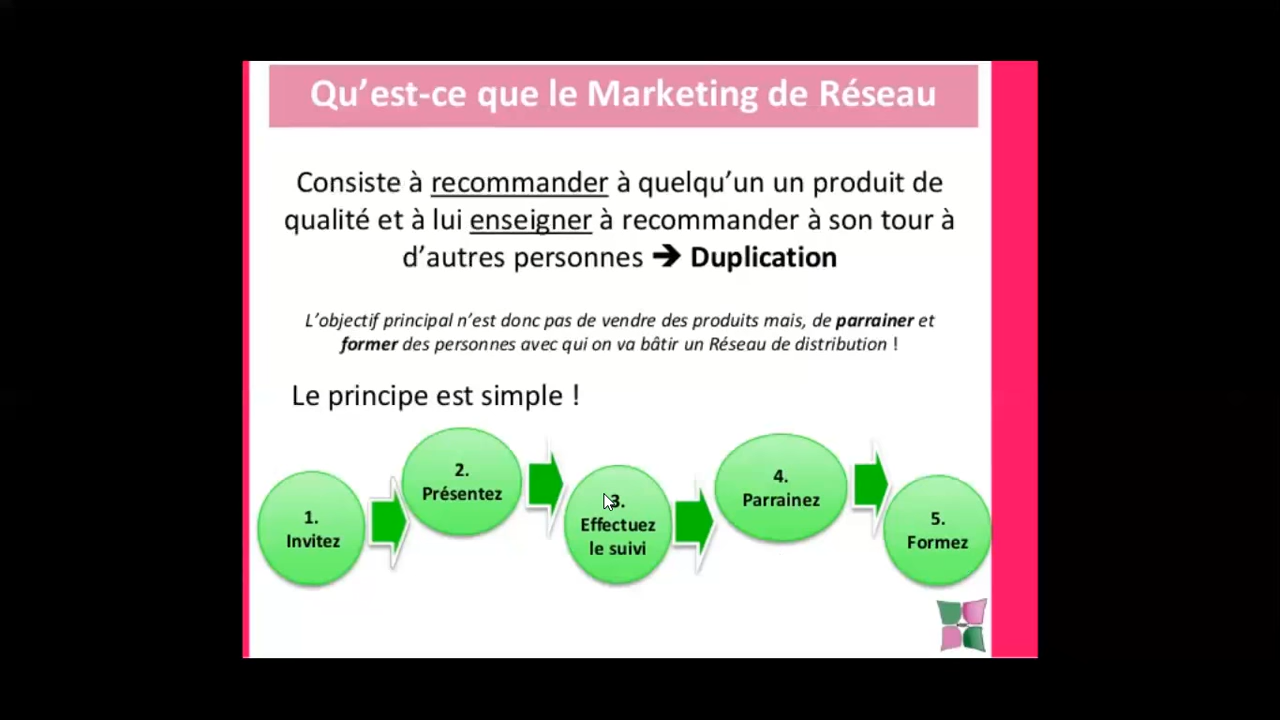 Qu’est-ce que le Marketing de Réseau
Consiste à recommander à quelqu’un un produit de
qualité et à lui enseigner à recommander à son tour à
d’autres personnes ➔ Duplication
L’objectif principal n’est donc pas de vendre des produits mais, de parrainer et
former des personnes avec qui on va bâtir un Réseau de distribution !
Le principe est simple !
1.
Invitez
2.
Présentez
3.
Effectuez
le suivi
4.
Parrainez
5.
Formez